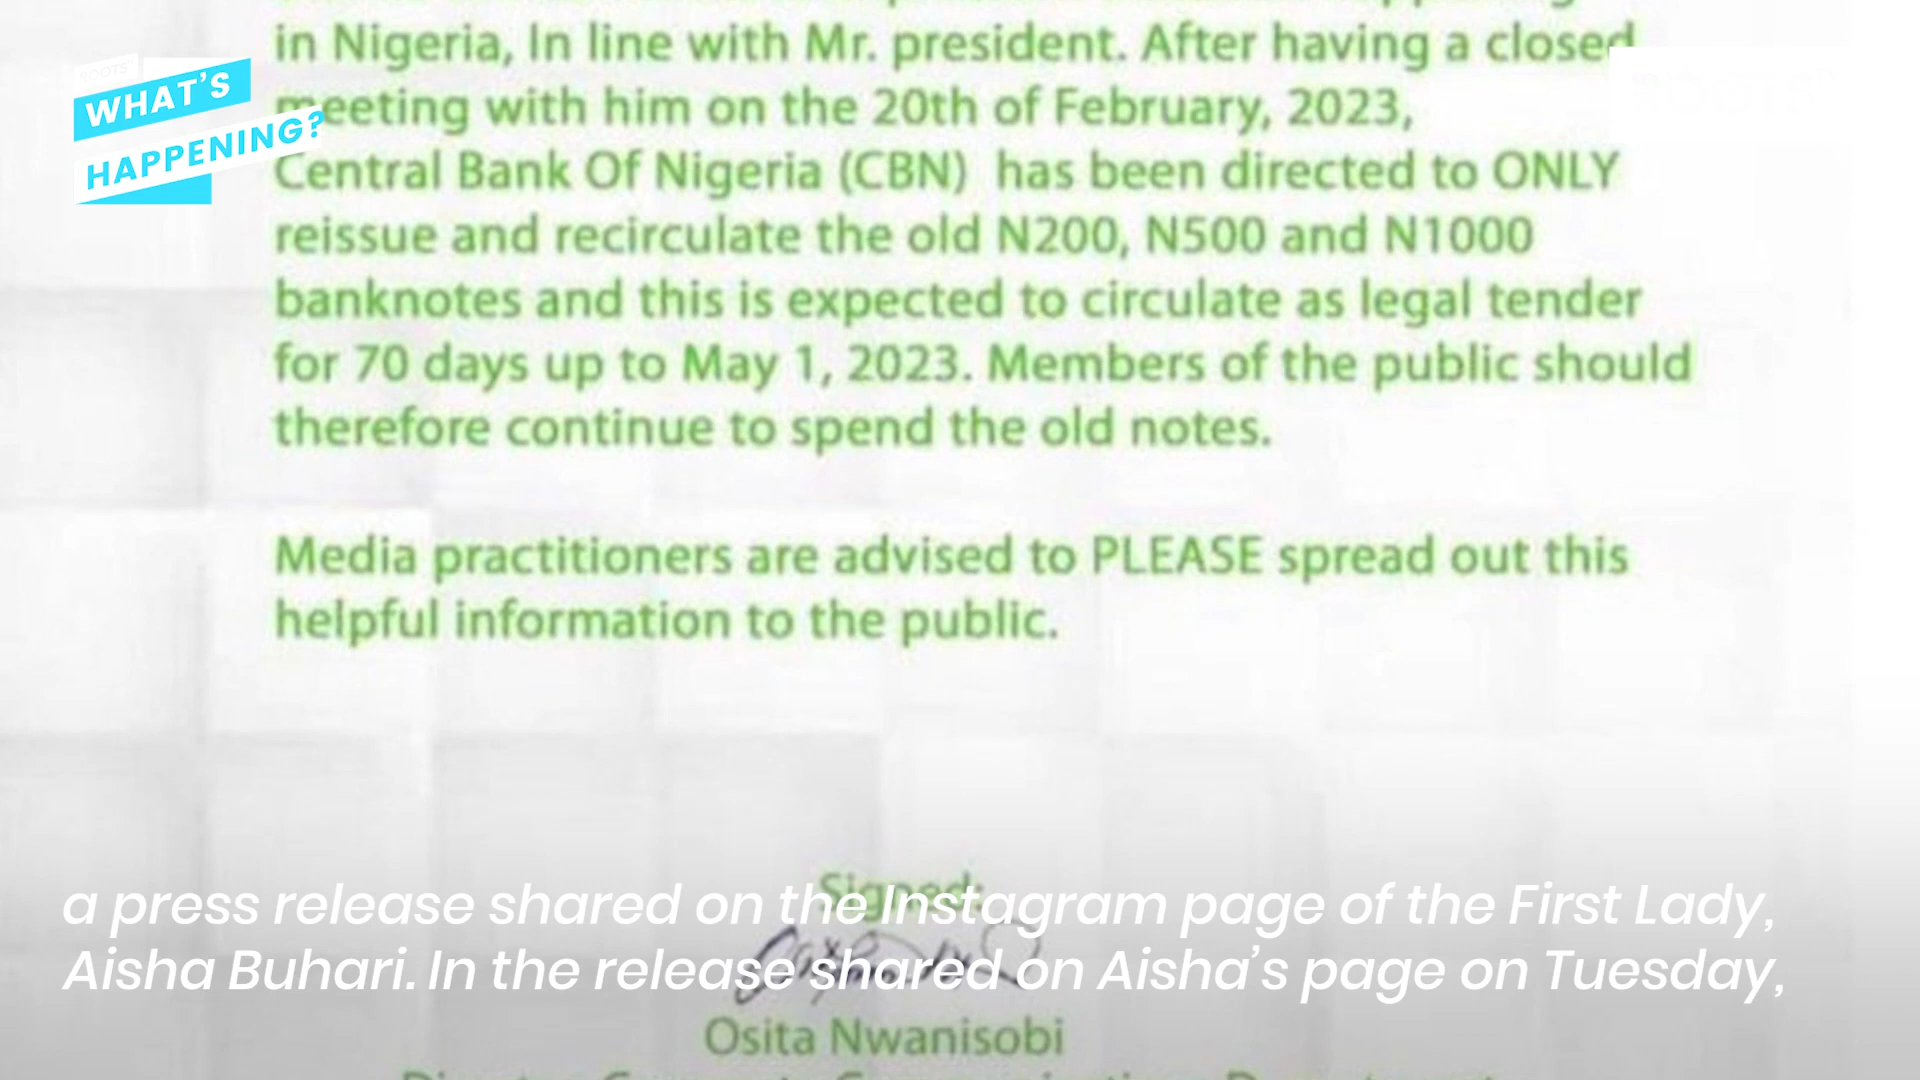 in Nigeria, In line with Mr. president. After having a closed
ROOTS
WHAT'S
HAPPENING?
meeting with him on the 20th of February, 2023,
Central Bank Of Nigeria (CBN) has been directed to ONLY
reissue and recirculate the old N200, N500 and N1000
banknotes and this is expected to circulate as legal tender
for 70 days up to May 1, 2023. Members of the public should
therefore continue to spend the old notes.
Media practitioners are advised to PLEASE spread out this
helpful information to the public.
Signed:
a press release shared on the Instagram page of the First Lady,
Aisha Buhari. In the release shared on Aisha’s page on Tuesday,
Osita Nwanisobi